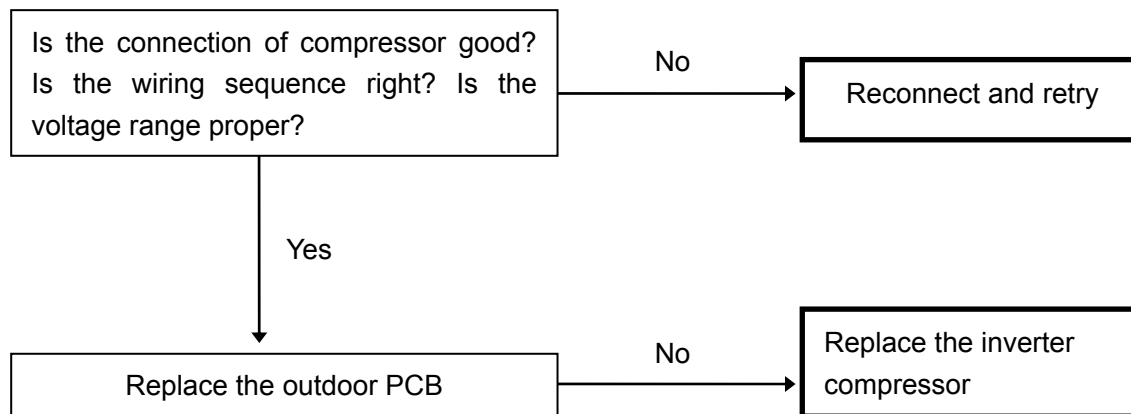 Is the connection of compressor good?
Is the wiring sequence right? Is the
voltage range proper?
No
Reconnect and retry
Yes
Replace the outdoor PCB
No
Replace the inverter
compressor